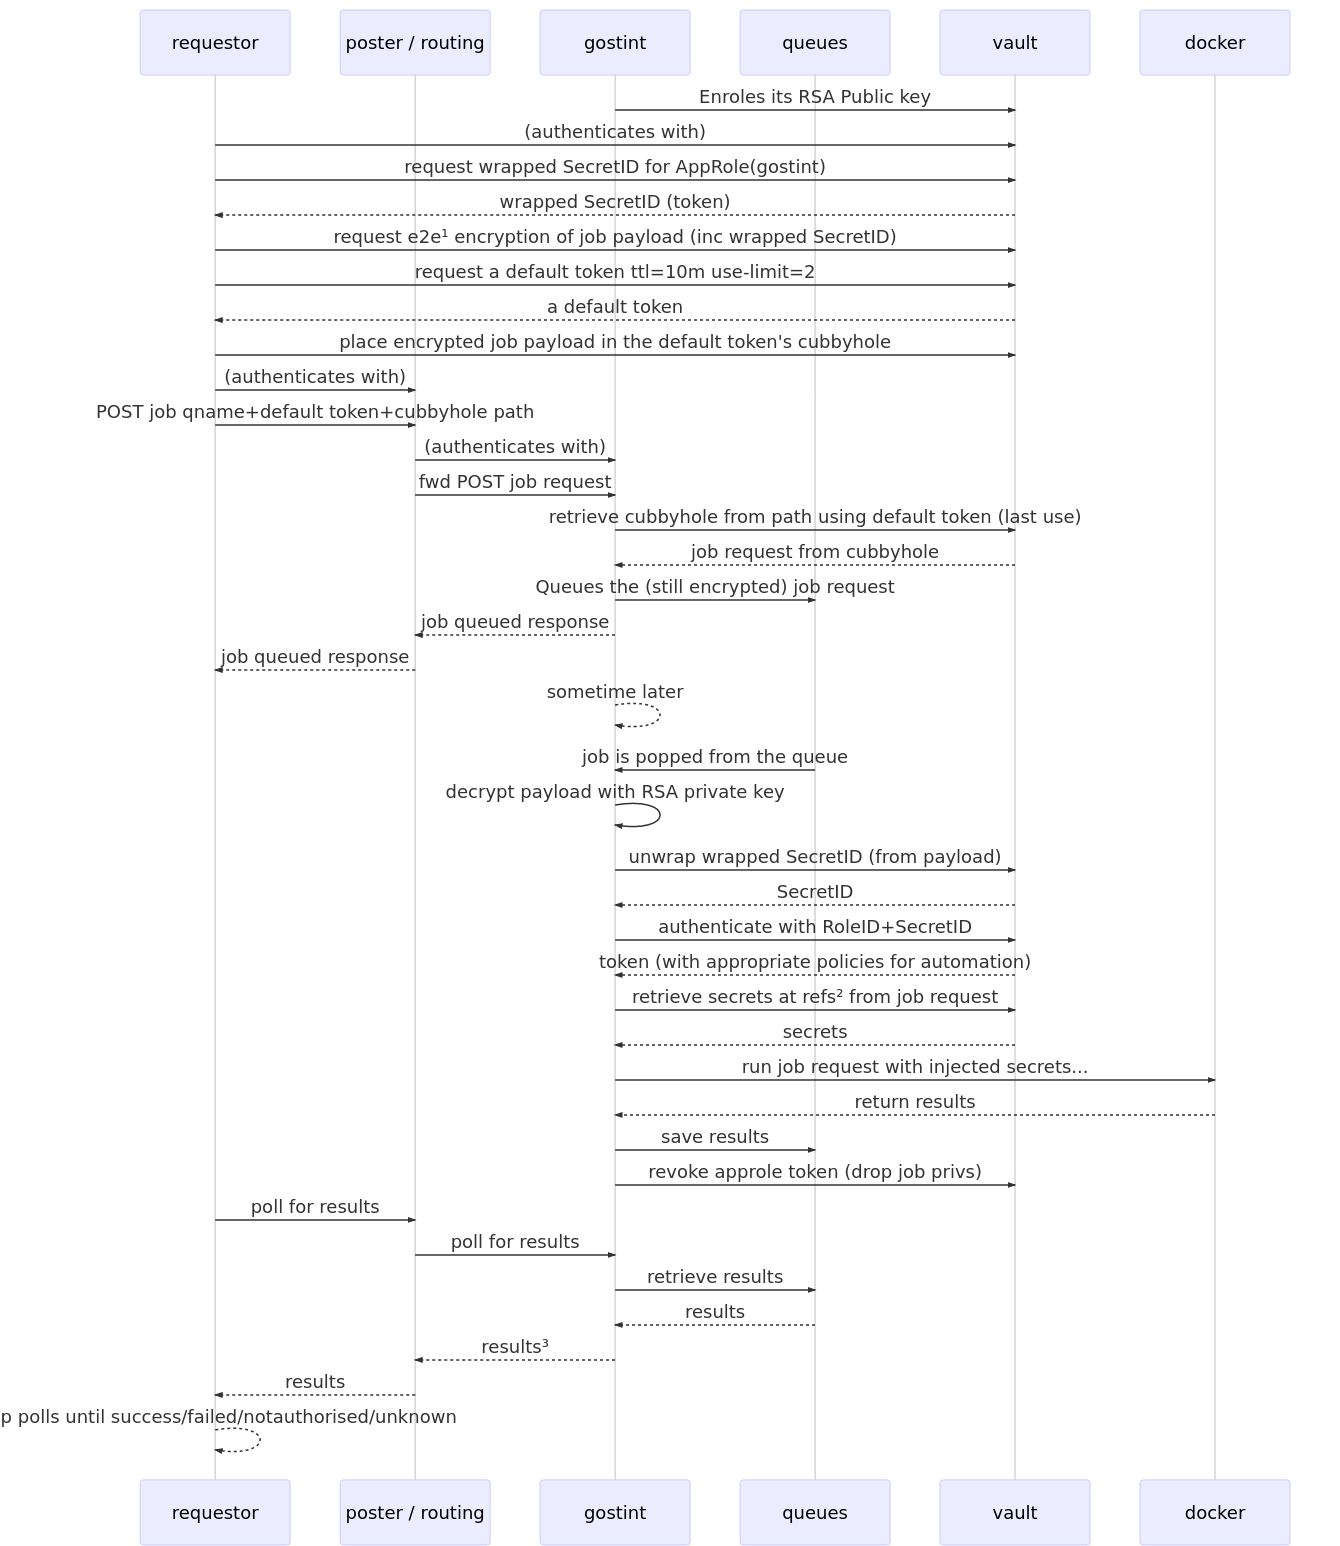 requestor
poster / routing
gostint
queues
vault
docker
Enroles its RSA Public key
(authenticates with)
request wrapped SecretID for AppRole(gostint)
wrapped SecretID (token)
request e2e¹ encryption of job payload (inc wrapped SecretID)
request a default token ttl=10m use-limit=2
a default token
place encrypted job payload in the default token's cubbyhole
(authenticates with)
POST job qname+default token+cubbyhole path
(authenticates with)
fwd POST job request
retrieve cubbyhole from path using default token (last use)
job request from cubbyhole
Queues the (still encrypted) job request
job queued response
job queued response
sometime later
job is popped from the queue
decrypt payload with RSA private key
unwrap wrapped SecretID (from payload)
SecretID
authenticate with RoleID+SecretID
token (with appropriate policies for automation)
retrieve secrets at refs² from job request
secrets
run job request with injected secrets...
return results
save results
revoke approle token (drop job privs)
poll for results
poll for results
retrieve results
results
results³
results
p polls until success/failed/notauthorised/unknown
requestor
poster / routing
gostint
queues
vault
docker